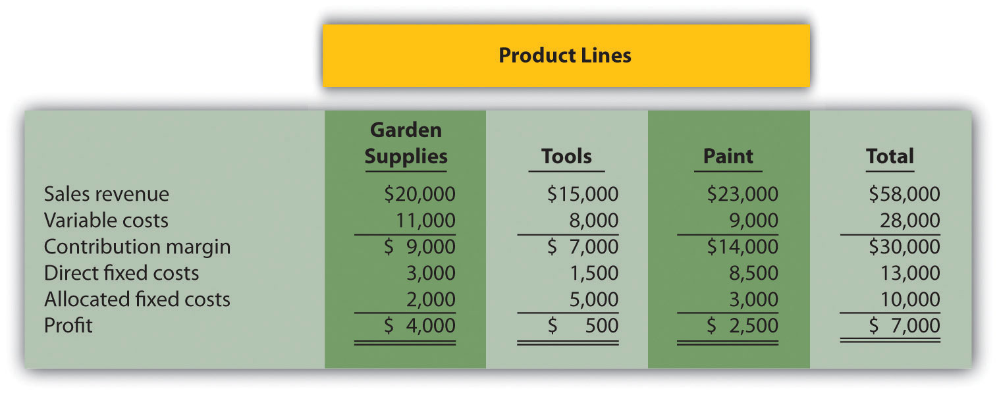 Product Lines
Garden
Supplies Tools Paint Total
Sales revenue $20,000 $15,000 $23,000 $58,000
Variable costs 11,000 8,000 9,000 28,000
Contribution margin $ 9,000 $ 7,000 $14,000 $30,000
Direct fixed costs 3,000 1,500 8,500 13,000
Allocated fixed costs 2,000 5,000 3,000 10,000
Profit $ 4,000 $ 500 $ 2,500 $ 7,000